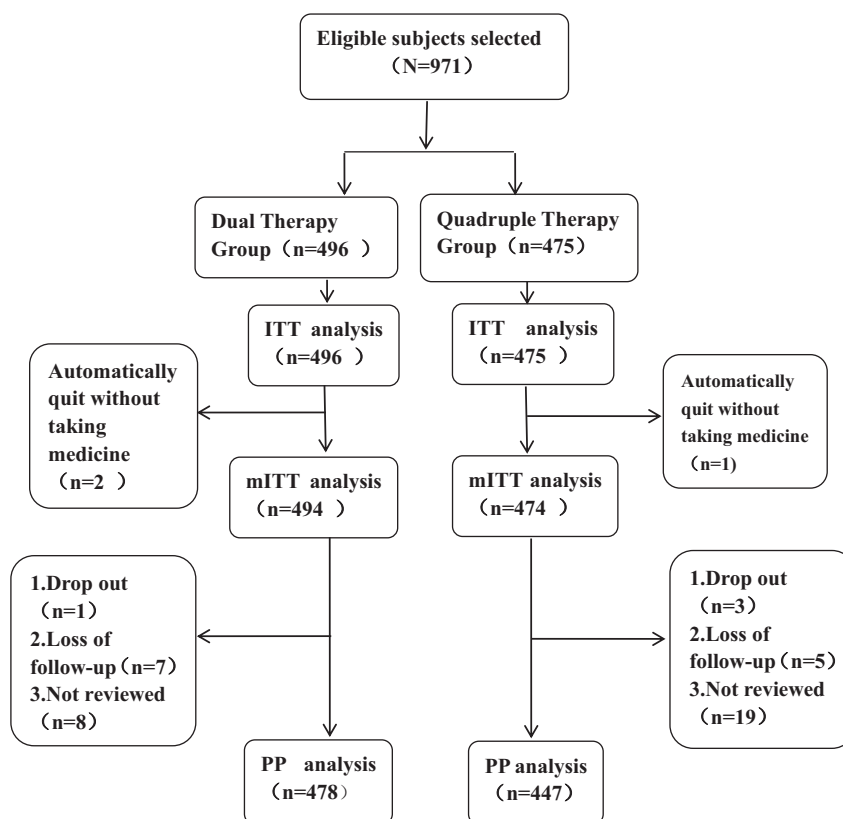 Eligible subjects selected
（N=971）
Dual Therapy
Group（n=496 ）
Quadruple Therapy
Group（n=475）
ITT analysis
（n=496 ）
ITT analysis
（n=475）
Automatically
quit without
taking
medicine
（n=2 ）
Automatically
quit without
taking medicine
（n=1)
mITT analysis
（n=494 ）
mITT analysis
（n=474 ）
1.Drop out
（n=1）
2.Loss of
follow-up（n=7）
3.Not reviewed
（n=8）
1.Drop out
（n=3）
2.Loss of
follow-up（n=5）
3.Not reviewed
（n=19）
PP analysis
（n=478）
PP analysis
（n=447）